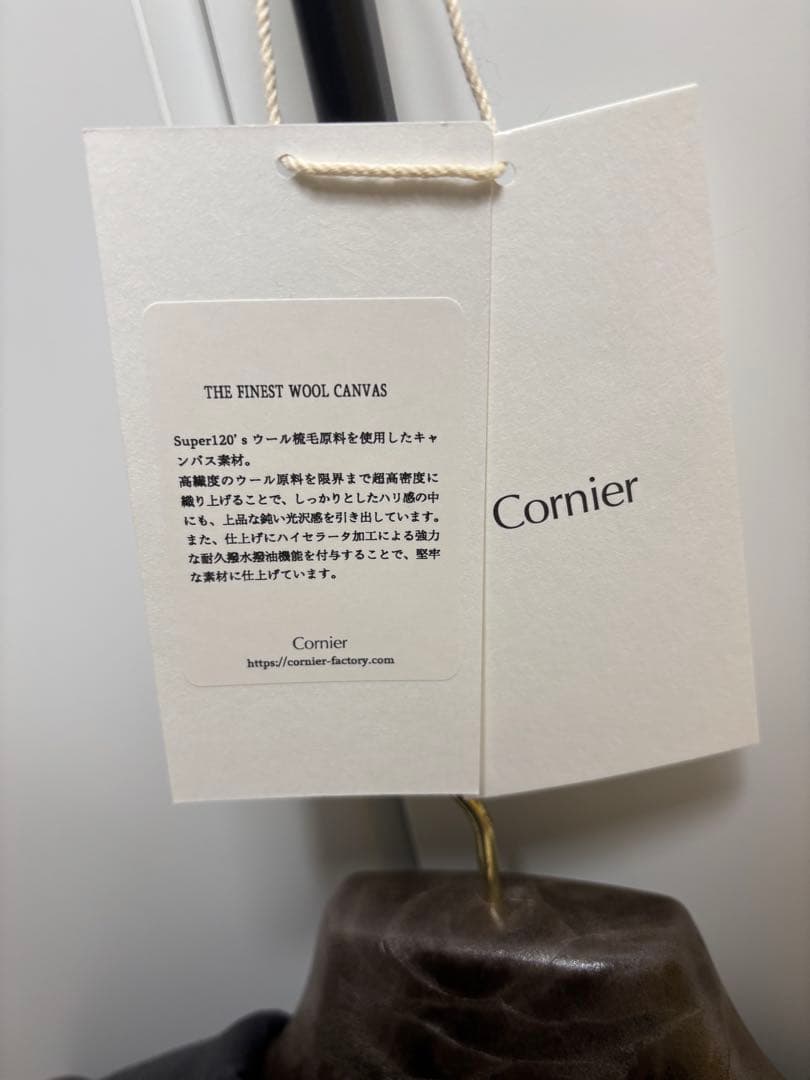 THE FINEST WOOL CANVAS
Super120's ウール梳毛原料を使用したキャ
ンバス素材。
高繊度のウール原料を限界まで超高密度に
織り上げることで、しっかりとしたハリ感の中
にも、上品な鈍い光沢感を引き出しています。
また、仕上げにハイセラータ加工による強力
な耐久撥水撥油機能を付与することで、堅牢
な素材に仕上げています。
Cornier
https://cornier-factory.com
Cornier